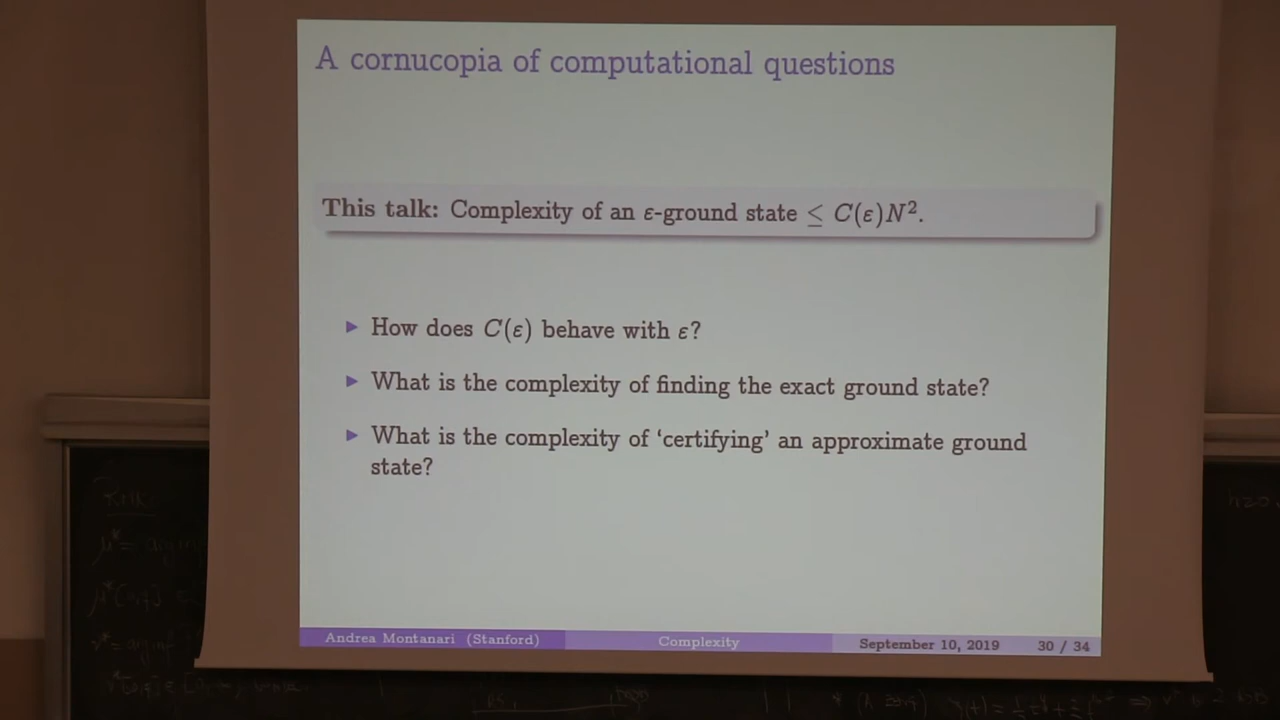 A cornucopia of computational questions
This talk: Complexity of an ε-ground state ≤ C(ε)N².
▶ How does C(ε) behave with ε?
▶ What is the complexity of finding the exact ground state?
▶ What is the complexity of ‘certifying’ an approximate ground
state?
Andrea Montanari (Stanford) Complexity September 10, 2019 30 / 34